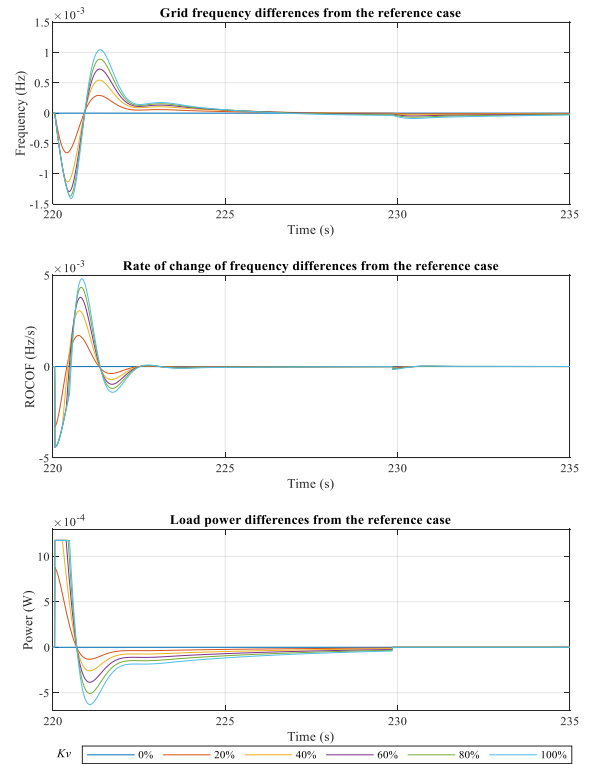 Grid frequency differences from the reference case
×10⁻³
1.5
1
0.5
0
-0.5
-1
-1.5
Frequency (Hz)
220 225 230 235
Time (s)
Rate of change of frequency differences from the reference case
×10⁻³
5
0
-5
ROCOF (Hz/s)
220 225 230 235
Time (s)
Load power differences from the reference case
×10⁻⁴
10
5
0
-5
Power (W)
220 225 230 235
Time (s)
Kv 0% 20% 40% 60% 80% 100%